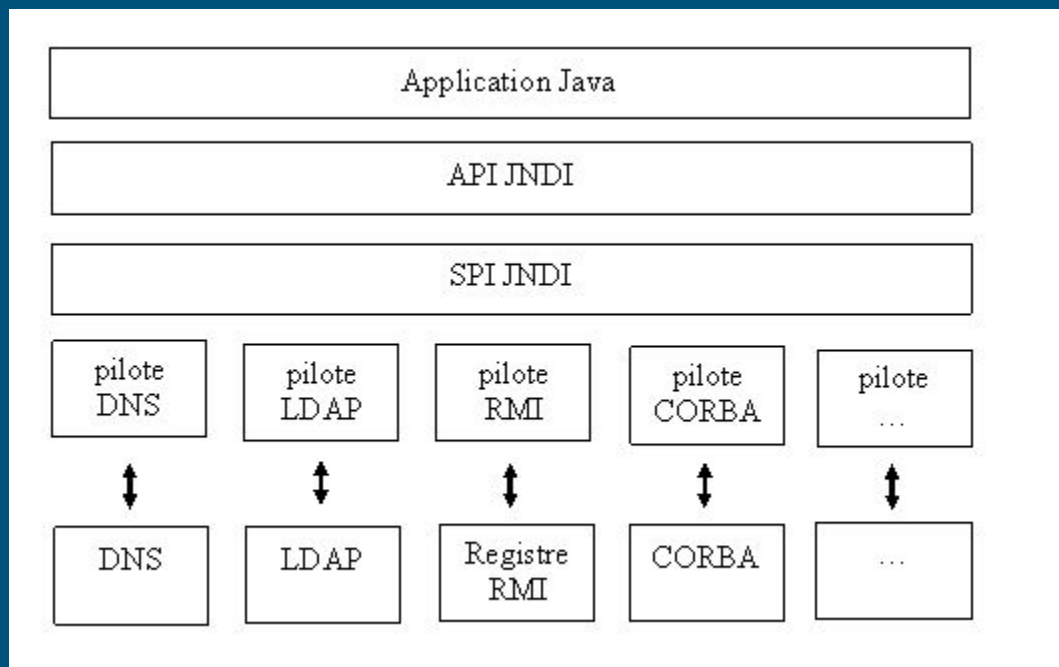 Application Java
API JNDI
SPI JNDI
pilote
DNS
pilote
LDAP
pilote
RMI
pilote
CORBA
pilote
...
DNS
LDAP
Registre
RMI
CORBA
...